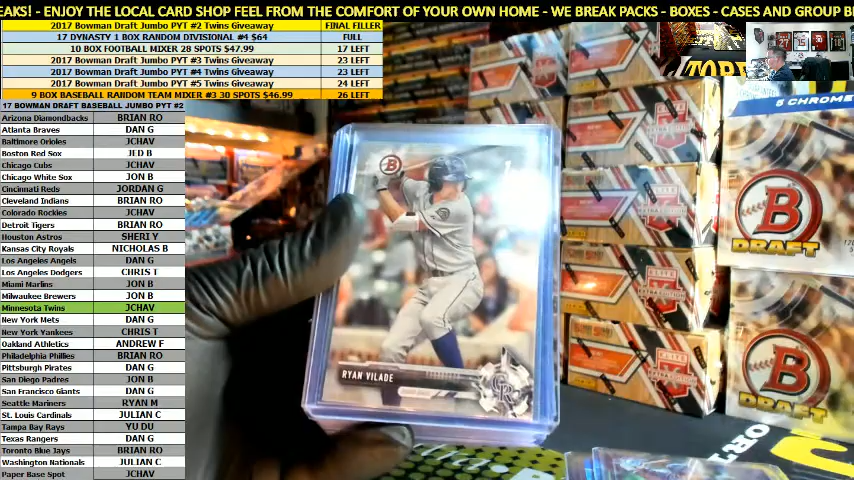 EAKS! - ENJOY THE LOCAL CARD SHOP FEEL FROM THE COMFORT OF YOUR OWN HOME - WE BREAK PACKS - BOXES - CASES AND GROUP B
2017 Bowman Draft Jumbo PYT #2 Twins Giveaway FINAL FILLER
17 DYNASTY 1 BOX RANDOM DIVISIONAL #4 $64 FULL
10 BOX FOOTBALL MIXER 28 SPOTS $47.99 17 LEFT
2017 Bowman Draft Jumbo PYT #3 Twins Giveaway 23 LEFT
2017 Bowman Draft Jumbo PYT #4 Twins Giveaway 23 LEFT
2017 Bowman Draft Jumbo PYT #5 Twins Giveaway 24 LEFT
9 BOX BASEBALL RANDOM TEAM MIXER #3 30 SPOTS $46.99 26 LEFT
17 BOWMAN DRAFT BASEBALL JUMBO PYT #2
Arizona Diamondbacks BRIAN RO
Atlanta Braves DAN G
Baltimore Orioles JCHAV
Boston Red Sox JED B
Chicago Cubs JCHAV
Chicago White Sox JON B
Cincinnati Reds JORDAN G
Cleveland Indians BRIAN RO
Colorado Rockies JCHAV
Detroit Tigers BRIAN RO
Houston Astros SHERI Y
Kansas City Royals NICHOLAS B
Los Angeles Angels DAN G
Los Angeles Dodgers CHRIS T
Miami Marlins JON B
Milwaukee Brewers JON B
Minnesota Twins JCHAV
New York Mets DAN G
New York Yankees CHRIS T
Oakland Athletics ANDREW F
Philadelphia Phillies BRIAN RO
Pittsburgh Pirates DAN G
San Diego Padres JON B
San Francisco Giants DAN G
Seattle Mariners RYAN M
St. Louis Cardinals JULIAN C
Tampa Bay Rays YU DU
Texas Rangers DAN G
Toronto Blue Jays BRIAN RO
Washington Nationals JULIAN C
Paper Base Spot JCHAV
B
RYAN VILADE
CR
5 CHROME
B
DRAFT
B
DRAFT
ELITE
EXTRA EDITION
ELITE
EXTRA EDITION